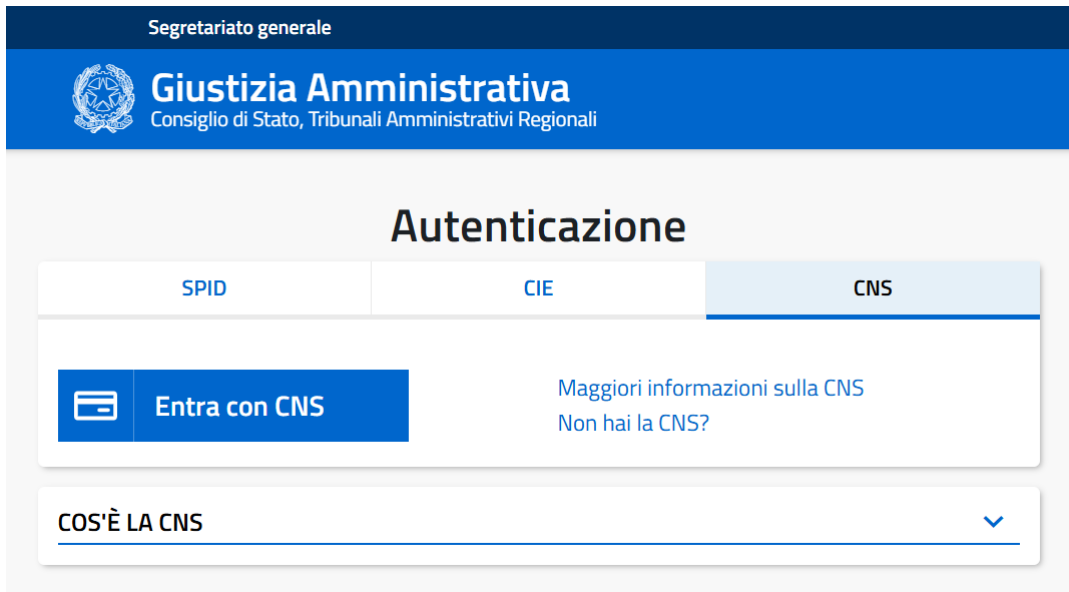 Segretariato generale
Giustizia Amministrativa
Consiglio di Stato, Tribunali Amministrativi Regionali
Autenticazione
SPID
CIE
CNS
Entra con CNS
Maggiori informazioni sulla CNS
Non hai la CNS?
COS'È LA CNS